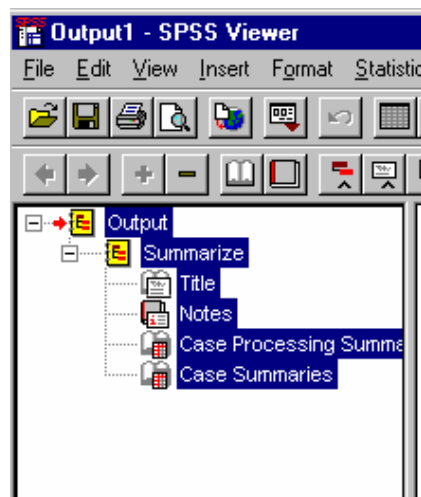 Output1 - SPSS Viewer
File Edit View Insert Format Statistic
Output
Summarize
Title
Notes
Case Processing Summa
Case Summaries